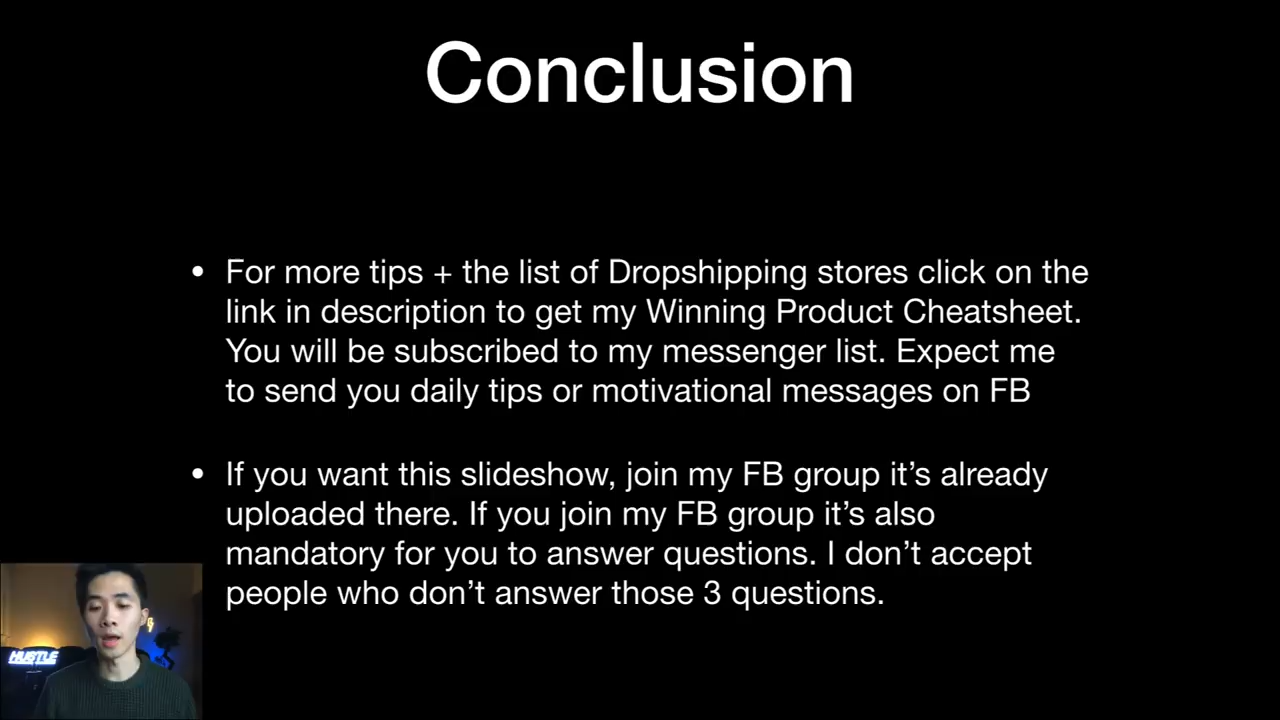 Conclusion
• For more tips + the list of Dropshipping stores click on the
link in description to get my Winning Product Cheatsheet.
You will be subscribed to my messenger list. Expect me
to send you daily tips or motivational messages on FB
• If you want this slideshow, join my FB group it’s already
uploaded there. If you join my FB group it’s also
mandatory for you to answer questions. I don’t accept
people who don’t answer those 3 questions.
HUSTLE